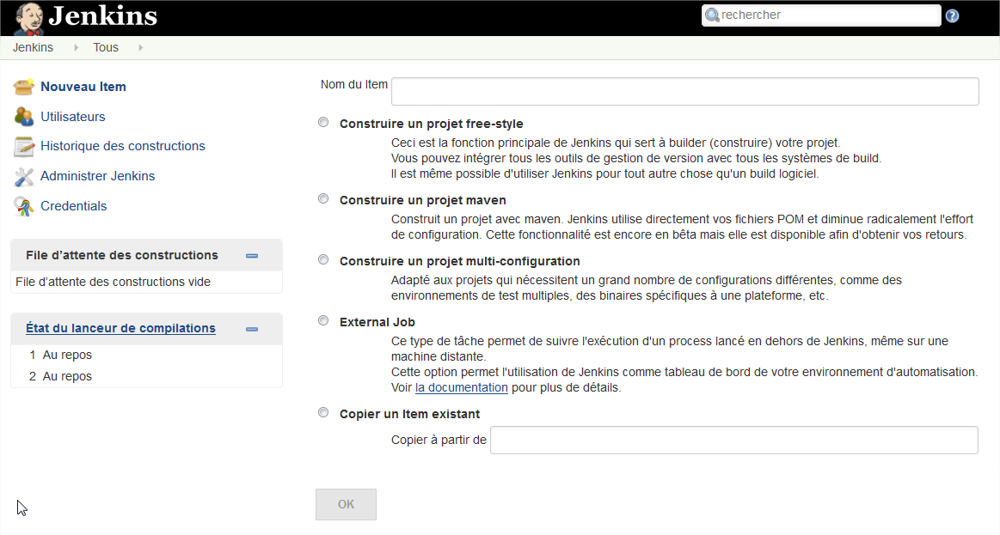 Jenkins
rechercher
Jenkins
Tous
Nouveau Item
Utilisateurs
Historique des constructions
Administrer Jenkins
Credentials
File d'attente des constructions
File d'attente des constructions vide
État du lanceur de compilations
1 Au repos
2 Au repos
Nom du Item
Construire un projet free-style
Ceci est la fonction principale de Jenkins qui sert à builder (construire) votre projet.
Vous pouvez intégrer tous les outils de gestion de version avec tous les systèmes de build.
Il est même possible d'utiliser Jenkins pour tout autre chose qu'un build logiciel.
Construire un projet maven
Construit un projet avec maven. Jenkins utilise directement vos fichiers POM et diminue radicalement l'effort
de configuration. Cette fonctionnalité est encore en bêta mais elle est disponible afin d'obtenir vos retours.
Construire un projet multi-configuration
Adapté aux projets qui nécessitent un grand nombre de configurations différentes, comme des
environnements de test multiples, des binaires spécifiques à une plateforme, etc.
External Job
Ce type de tâche permet de suivre l'exécution d'un process lancé en dehors de Jenkins, même sur une
machine distante.
Cette option permet l'utilisation de Jenkins comme tableau de bord de votre environnement d'automatisation.
Voir la documentation pour plus de détails.
Copier un Item existant
Copier à partir de
OK